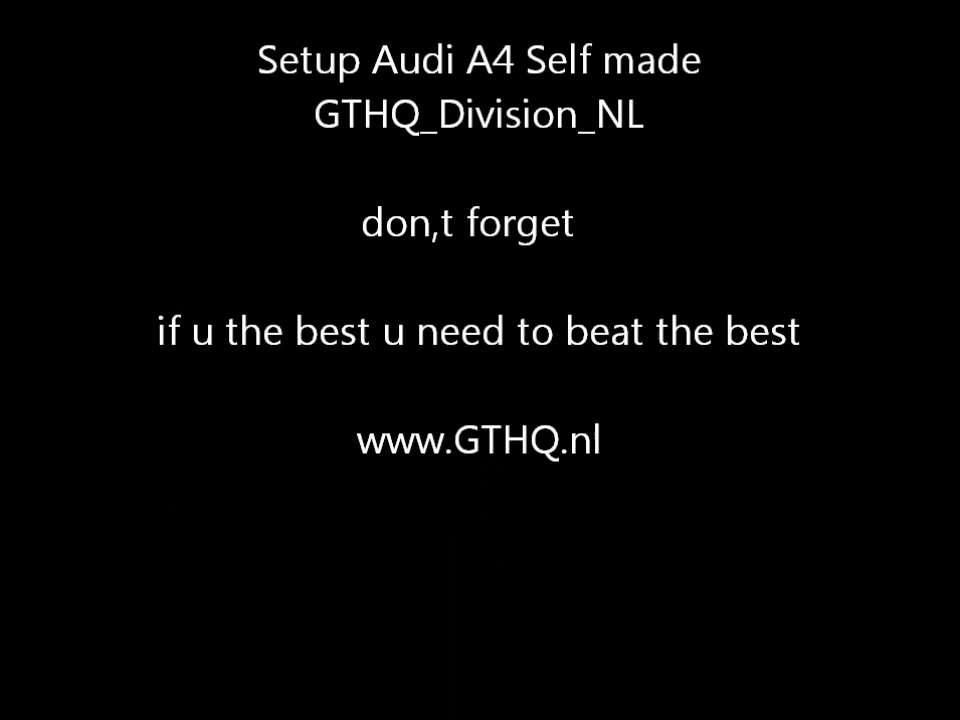 Setup Audi A4 Self made
GTHQ_Division_NL
don,t forget
if u the best u need to beat the best
www.GTHQ.nl